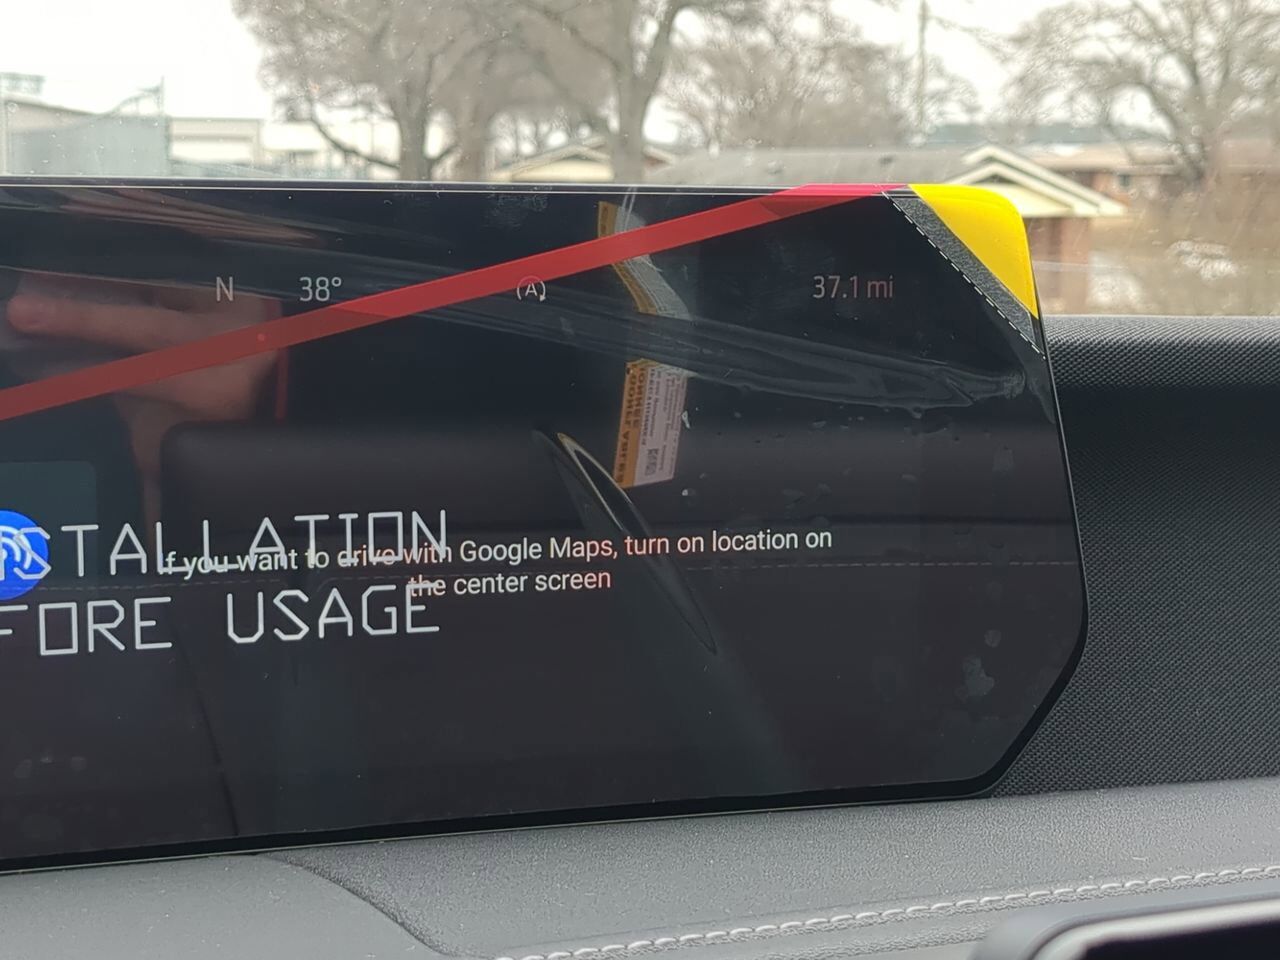 N 38° (A) 37.1 mi
STALLATION
If you want to drive with Google Maps, turn on location on
the center screen
FORE USAGE